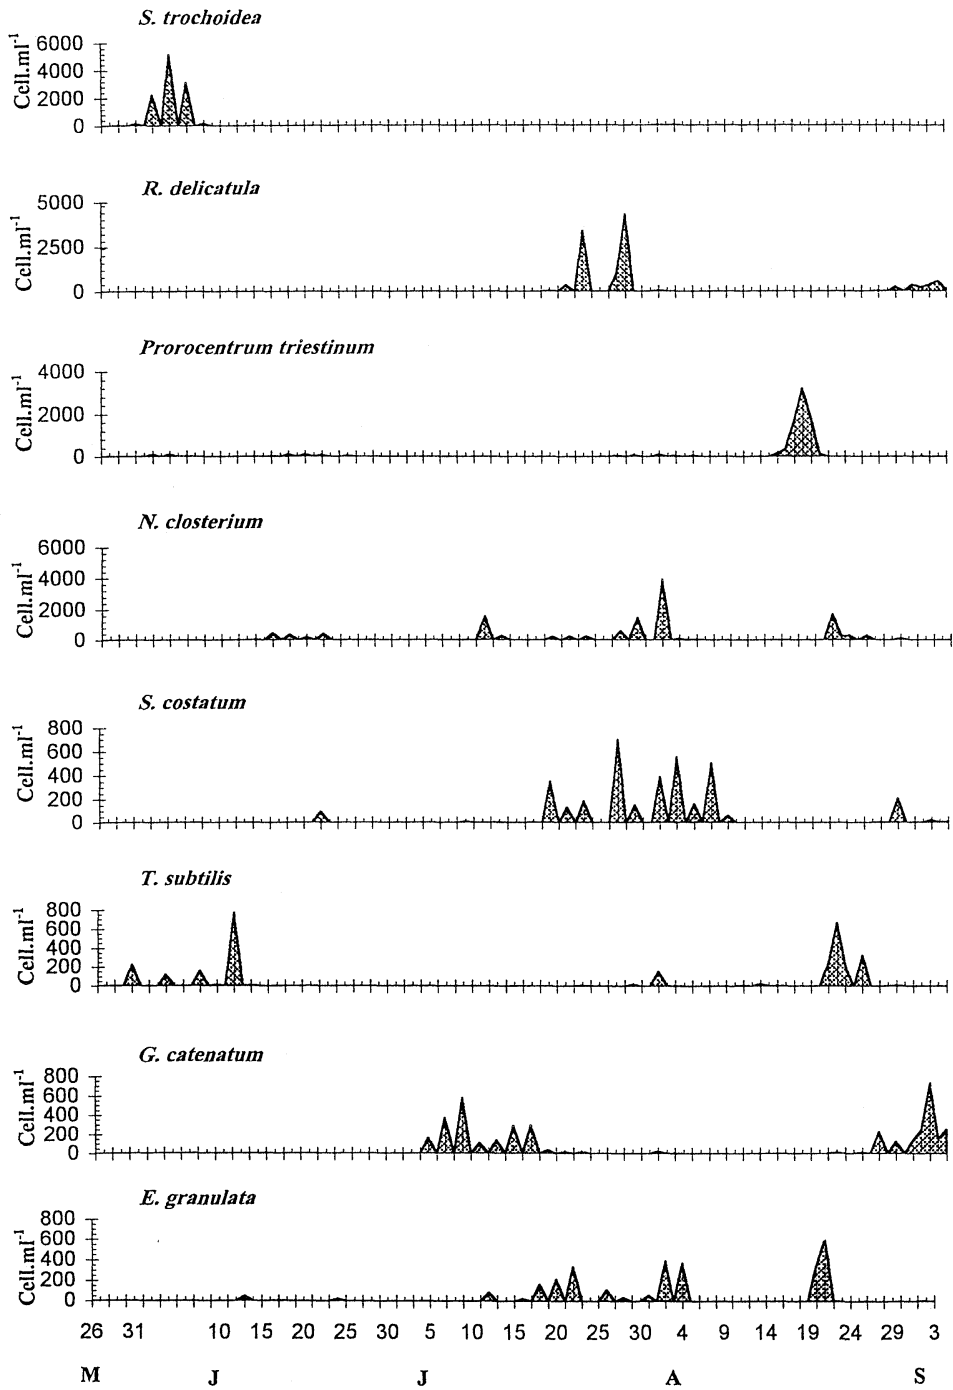 S. trochoidea
Cell.ml-1
6000
4000
2000
0
R. delicatula
Cell.ml-1
5000
2500
0
Prorocentrum triestinum
Cell.ml-1
4000
2000
0
N. closterium
Cell.ml-1
6000
4000
2000
0
S. costatum
Cell.ml-1
800
600
400
200
0
T. subtilis
Cell.ml-1
800
600
400
200
0
G. catenatum
Cell.ml-1
800
600
400
200
0
E. granulata
Cell.ml-1
800
600
400
200
0
26 31 10 15 20 25 30 5 10 15 20 25 30 4 9 14 19 24 29 3
M J J A S